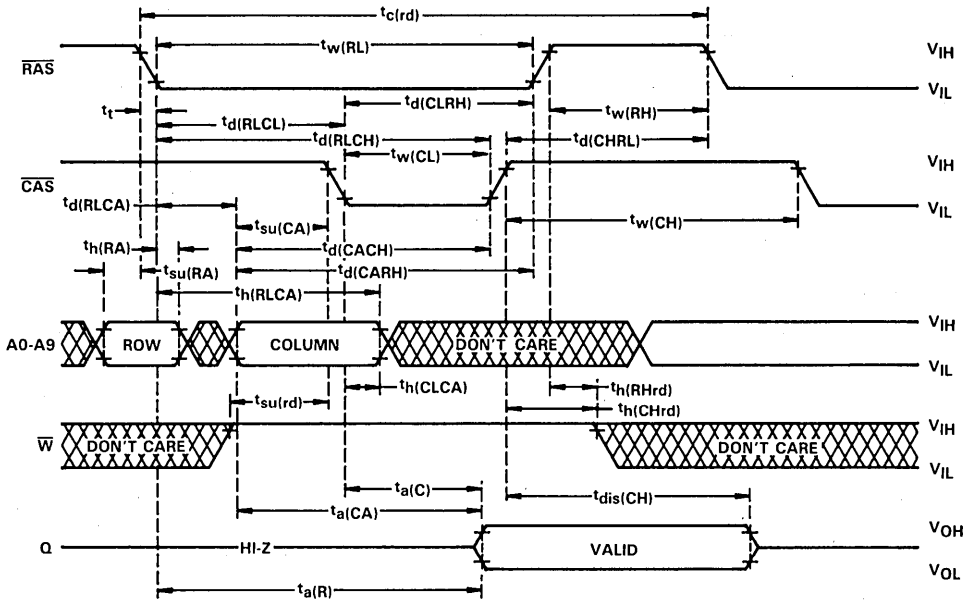 tc(rd)
tw(RL)
VIH
RAS
VIL
td(CLRH)
tw(RH)
tt
td(RLCL)
td(RLCH)
td(CHRL)
tw(CL)
VIH
CAS
VIL
td(RLCA)
tw(CH)
tsu(CA)
th(RA)
td(CACH)
tsu(RA)
td(CARH)
th(RLCA)
VIH
A0-A9
ROW
COLUMN
DON'T CARE
VIL
th(CLCA)
th(RHrd)
tsu(rd)
th(CHrd)
VIH
W
DON'T CARE
DON'T CARE
VIL
ta(C)
tdis(CH)
ta(CA)
VOH
Q
HI-Z
VALID
VOL
ta(R)